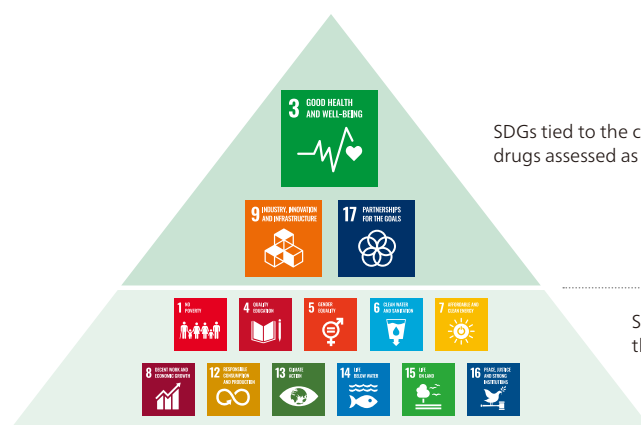 3 GOOD HEALTH
AND WELL-BEING
SDGs tied to the c
drugs assessed as
9 INDUSTRY, INNOVATION
AND INFRASTRUCTURE
17 PARTNERSHIPS
FOR THE GOALS
1 NO
POVERTY
4 QUALITY
EDUCATION
5 GENDER
EQUALITY
6 CLEAN WATER
AND SANITATION
7 AFFORDABLE AND
CLEAN ENERGY
S
th
8 DECENT WORK AND
ECONOMIC GROWTH
12 RESPONSIBLE
CONSUMPTION
AND PRODUCTION
13 CLIMATE
ACTION
14 LIFE
BELOW WATER
15 LIFE
ON LAND
16 PEACE, JUSTICE
AND STRONG
INSTITUTIONS